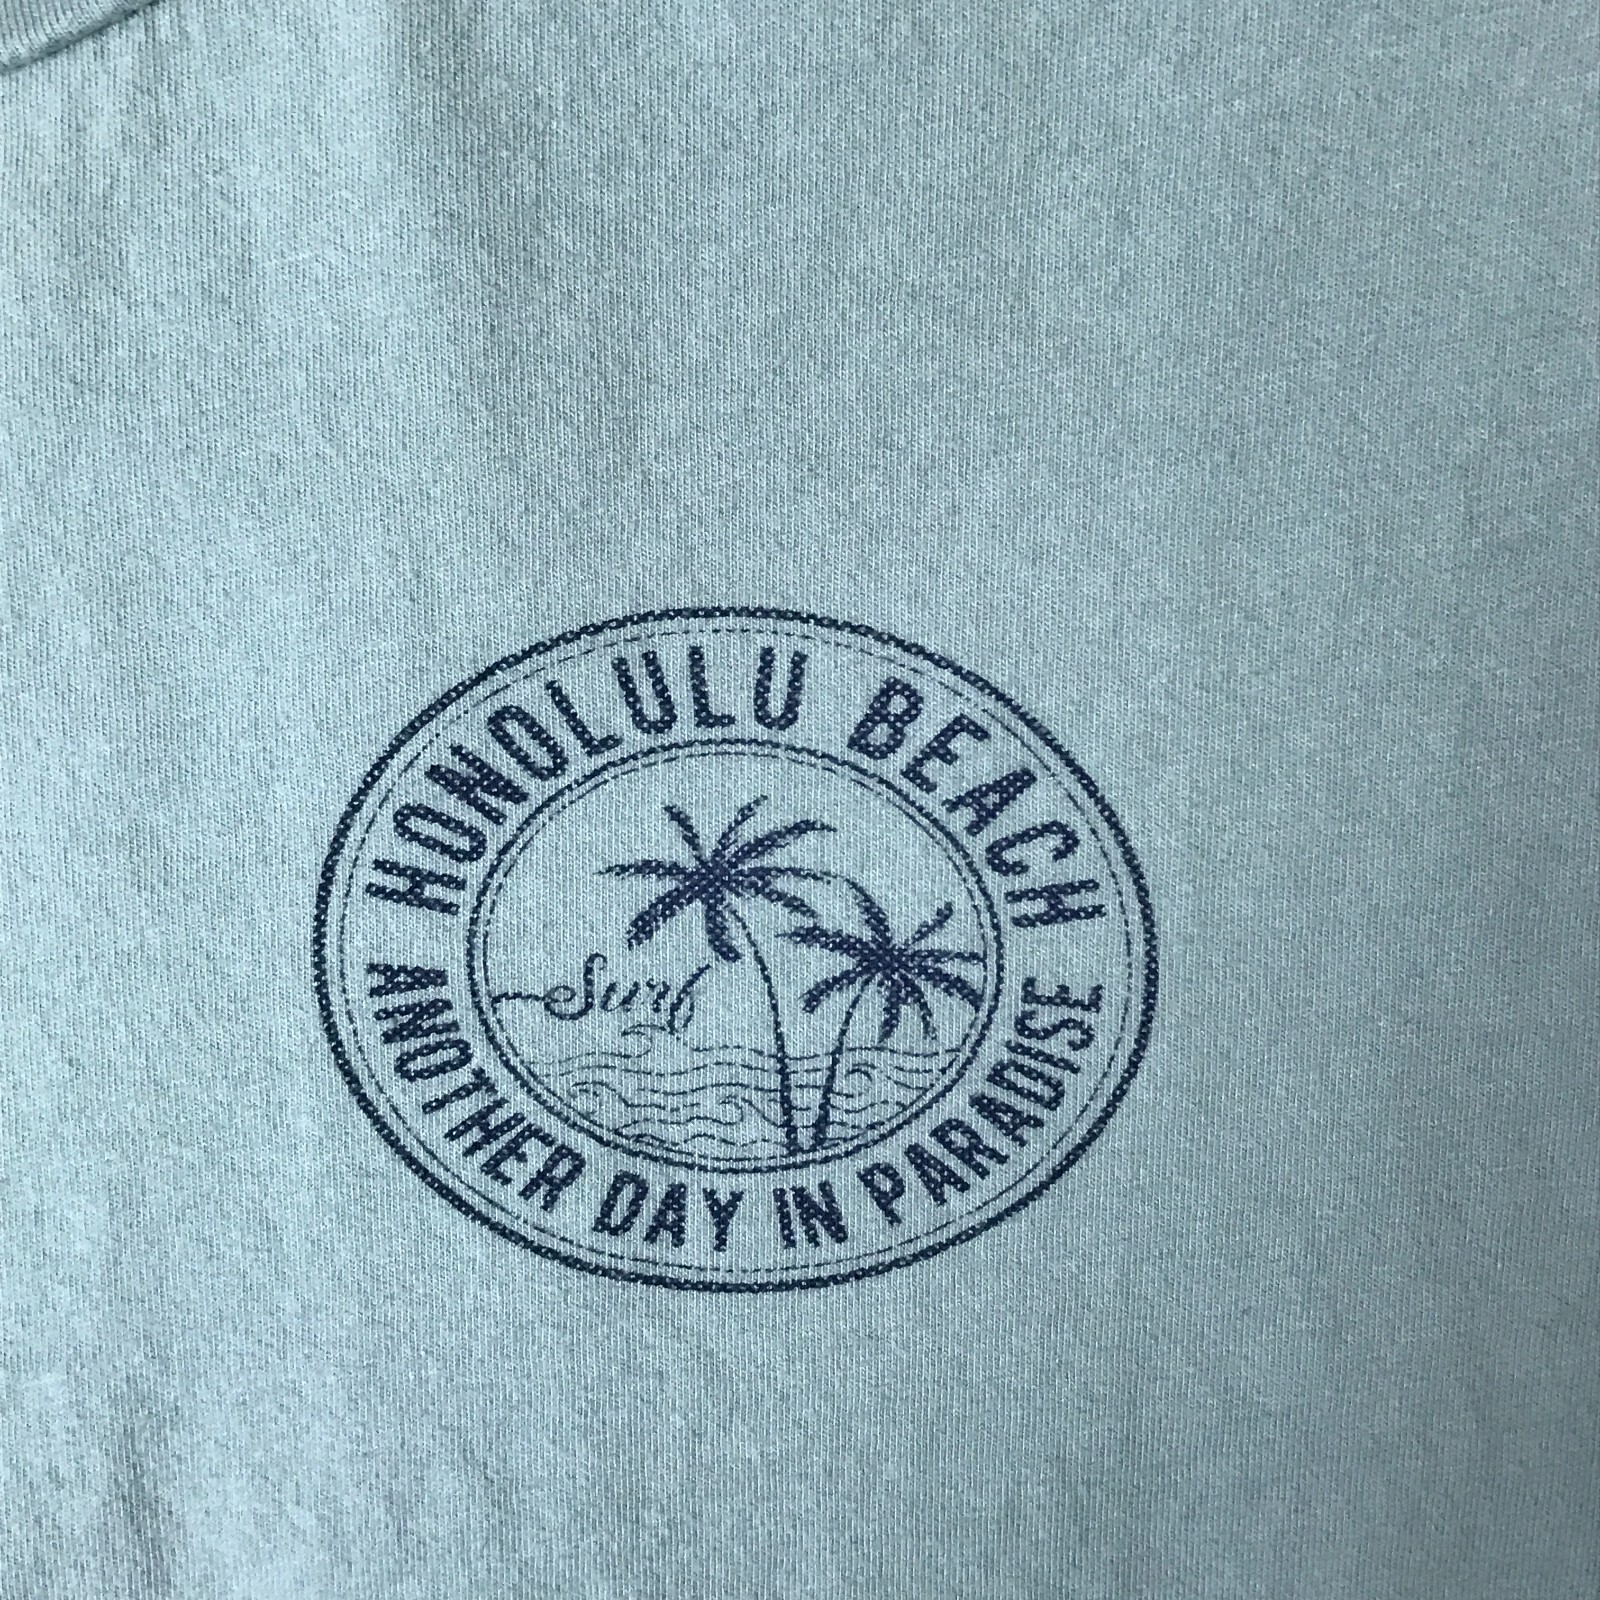 HONOLULU BEACH
Surf
ANOTHER DAY IN PARADISE